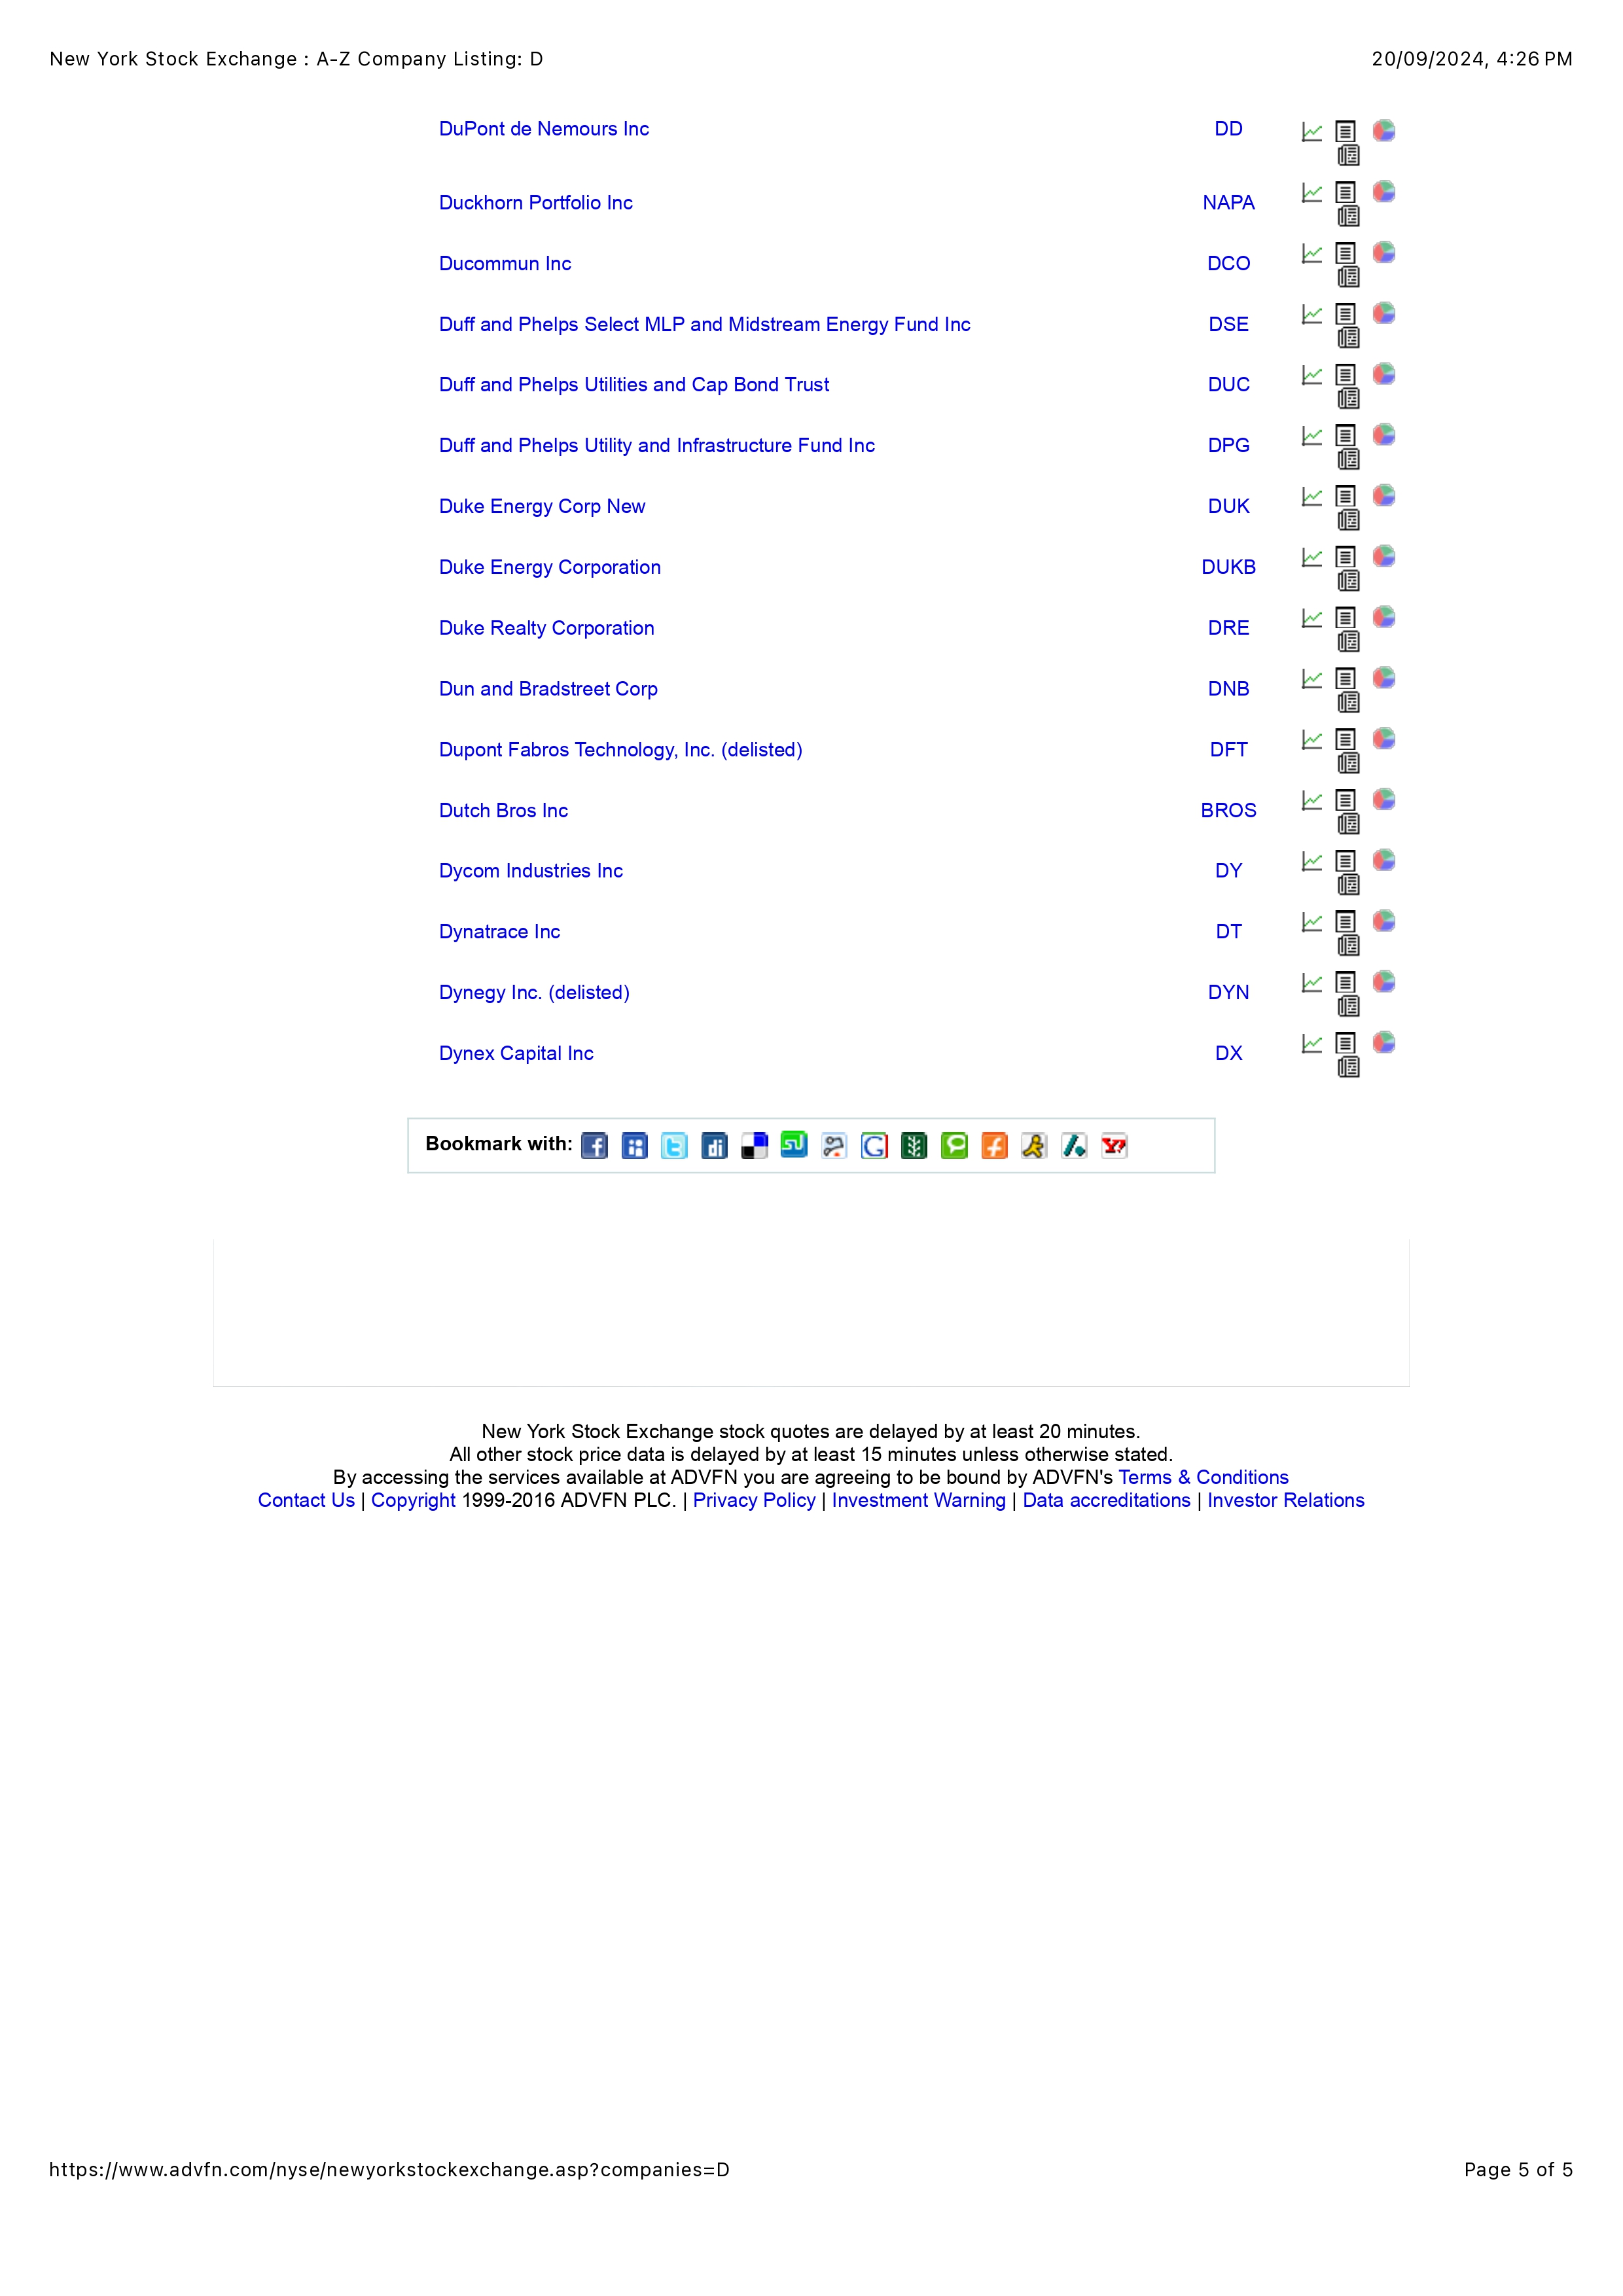 New York Stock Exchange : A-Z Company Listing: D 20/09/2024, 4:26 PM
DuPont de Nemours Inc DD
Duckhorn Portfolio Inc NAPA
Ducommun Inc DCO
Duff and Phelps Select MLP and Midstream Energy Fund Inc DSE
Duff and Phelps Utilities and Cap Bond Trust DUC
Duff and Phelps Utility and Infrastructure Fund Inc DPG
Duke Energy Corp New DUK
Duke Energy Corporation DUKB
Duke Realty Corporation DRE
Dun and Bradstreet Corp DNB
Dupont Fabros Technology, Inc. (delisted) DFT
Dutch Bros Inc BROS
Dycom Industries Inc DY
Dynatrace Inc DT
Dynegy Inc. (delisted) DYN
Dynex Capital Inc DX
Bookmark with:
New York Stock Exchange stock quotes are delayed by at least 20 minutes.
All other stock price data is delayed by at least 15 minutes unless otherwise stated.
By accessing the services available at ADVFN you are agreeing to be bound by ADVFN's Terms & Conditions
Contact Us | Copyright 1999-2016 ADVFN PLC. | Privacy Policy | Investment Warning | Data accreditations | Investor Relations
https://www.advfn.com/nyse/newyorkstockexchange.asp?companies=D Page 5 of 5